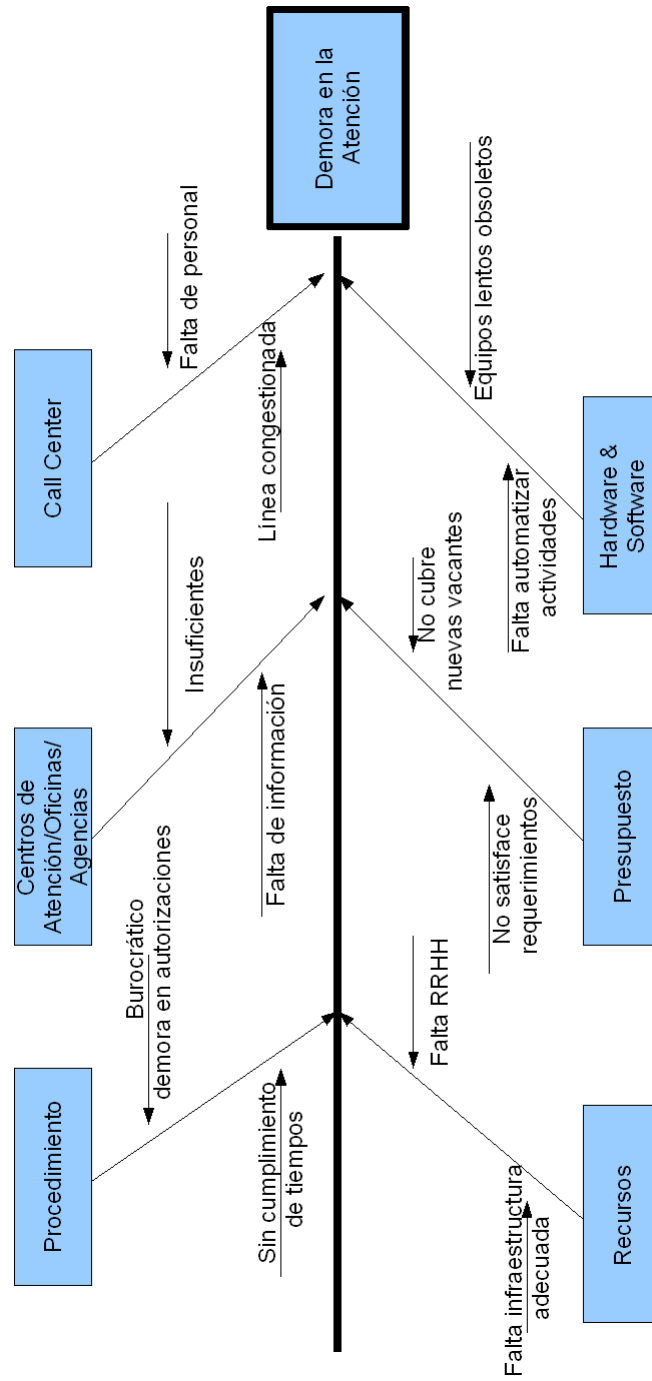 Procedimiento
Centros de
Atención/Oficinas/
Agencias
Call Center
Burocrático
demora en autorizaciones
Insuficientes
Falta de personal
Sin cumplimiento
de tiempos
Falta de información
Línea congestionada
Demora en la
Atención
Falta RRHH
No cubre
nuevas vacantes
Equipos lentos obsoletos
Falta infraestructura
adecuada
No satisface
requerimientos
Falta automatizar
actividades
Recursos
Presupuesto
Hardware &
Software